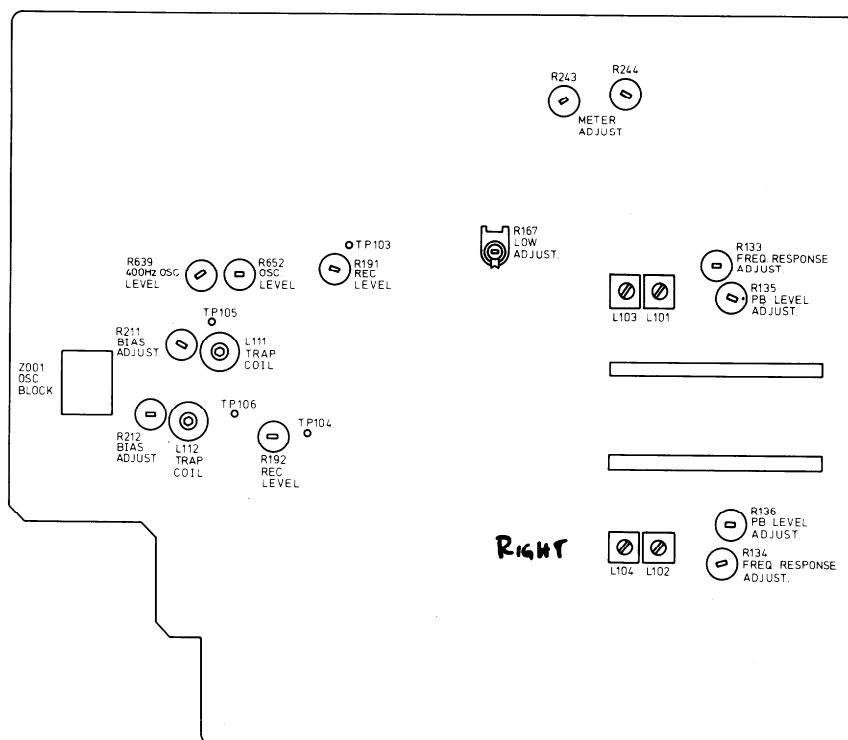 R243
R244
METER
ADJUST
TP103
R639
400Hz OSC
LEVEL
R652
OSC
LEVEL
R191
REC
LEVEL
R167
LOW
ADJUST.
R133
FREQ. RESPONSE
ADJUST.
R135
PB LEVEL
ADJUST.
L103
L101
TP105
R211
BIAS
ADJUST.
L111
TRAP
COIL
Z001
OSC
BLOCK
TP106
TP104
R212
BIAS
ADJUST
L112
TRAP
COIL
R192
REC
LEVEL
RIGHT
R136
PB LEVEL
ADJUST.
L104
L102
R134
FREQ. RESPONSE
ADJUST.